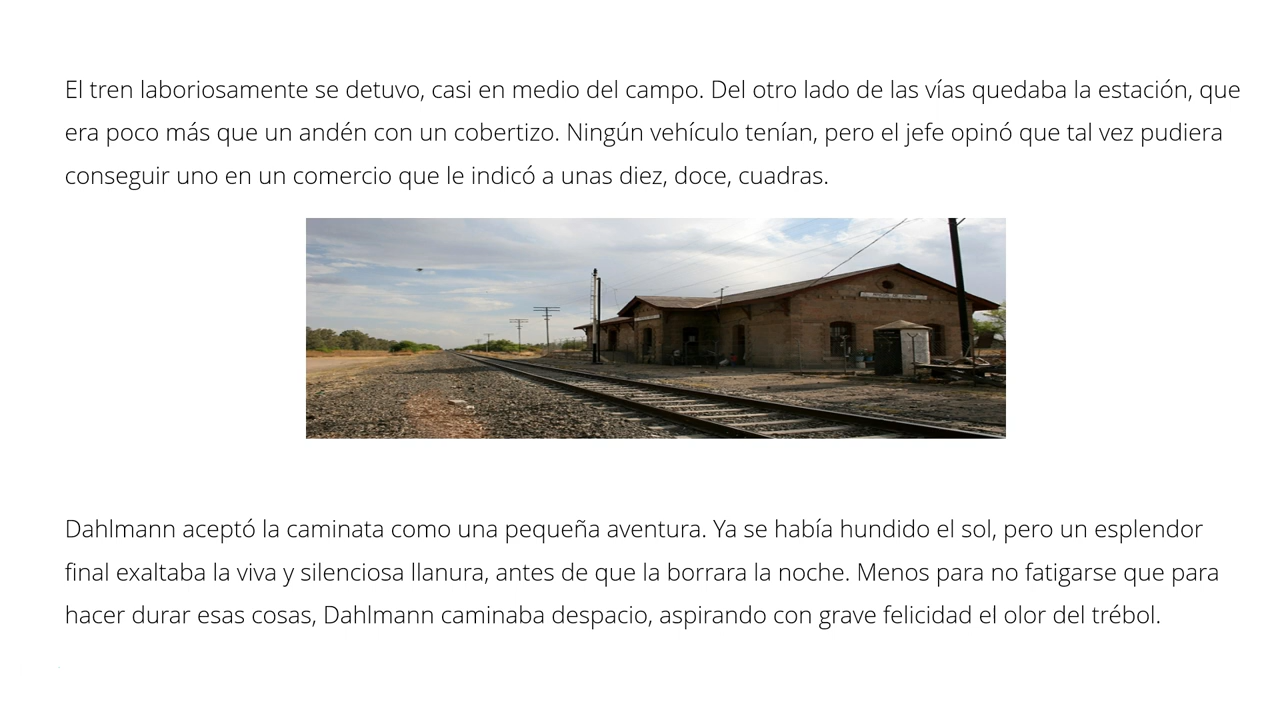 El tren laboriosamente se detuvo, casi en medio del campo. Del otro lado de las vías quedaba la estación, que
era poco más que un andén con un cobertizo. Ningún vehículo tenían, pero el jefe opinó que tal vez pudiera
conseguir uno en un comercio que le indicó a unas diez, doce, cuadras.
Dahlmann aceptó la caminata como una pequeña aventura. Ya se había hundido el sol, pero un esplendor
final exaltaba la viva y silenciosa llanura, antes de que la borrara la noche. Menos para no fatigarse que para
hacer durar esas cosas, Dahlmann caminaba despacio, aspirando con grave felicidad el olor del trébol.